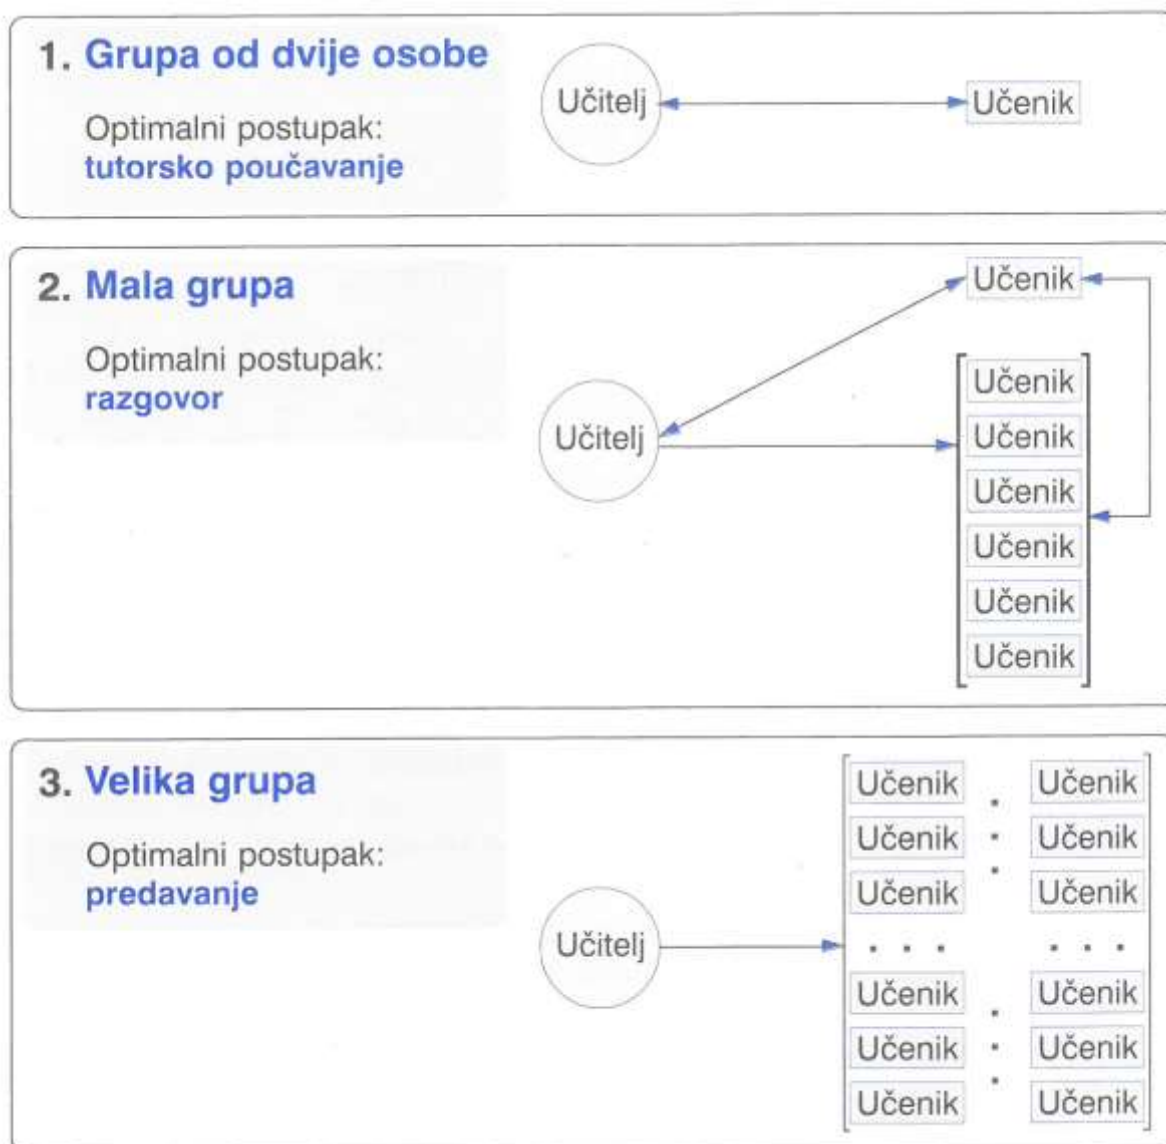 1. Grupa od dvije osobe
Optimalni postupak:
tutorsko poučavanje
Učitelj
Učenik
2. Mala grupa
Optimalni postupak:
razgovor
Učitelj
Učenik
Učenik
Učenik
Učenik
Učenik
Učenik
Učenik
3. Velika grupa
Optimalni postupak:
predavanje
Učitelj
Učenik . Učenik
Učenik . Učenik
Učenik . Učenik
. . . . . .
Učenik . Učenik
Učenik . Učenik
Učenik . Učenik